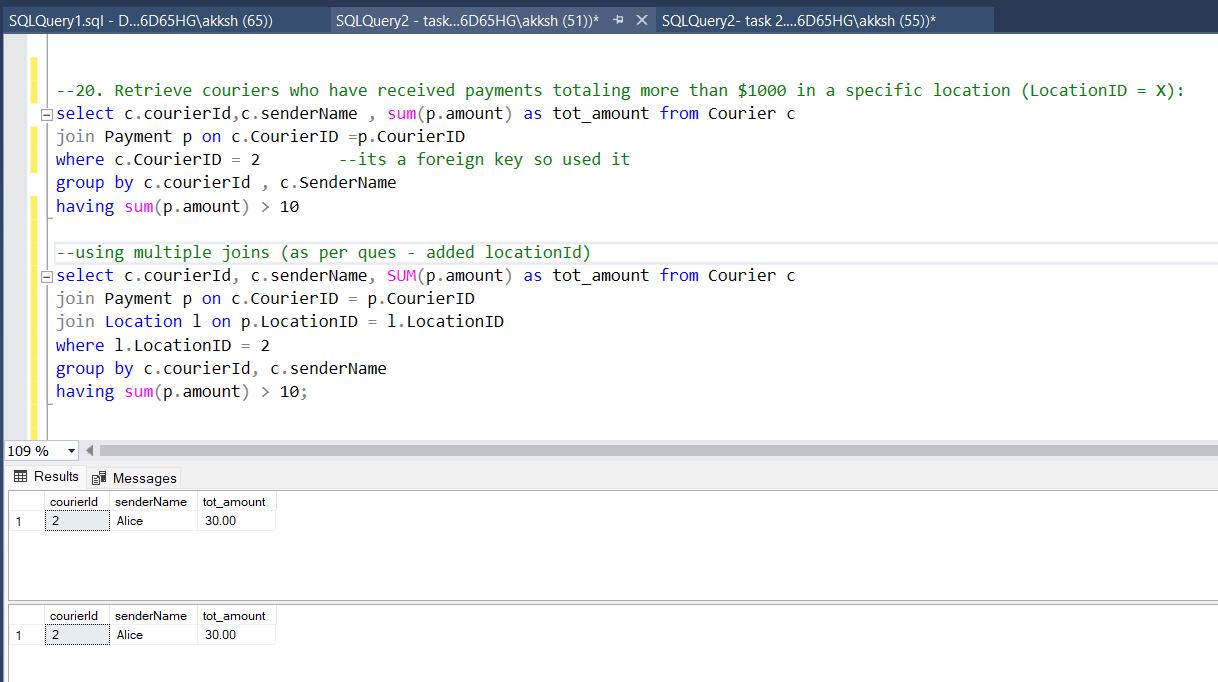 SQLQuery1.sql - D...6D65HG\akksh (65))
SQLQuery2 - task...6D65HG\akksh (51))*
SQLQuery2- task 2....6D65HG\akksh (55))*
--20. Retrieve couriers who have received payments totaling more than $1000 in a specific location (LocationID = X):
select c.courierId,c.senderName , sum(p.amount) as tot_amount from Courier c
join Payment p on c.CourierID =p.CourierID
where c.CourierID = 2        --its a foreign key so used it
group by c.courierId , c.SenderName
having sum(p.amount) > 10
--using multiple joins (as per ques - added locationId)
select c.courierId, c.senderName, SUM(p.amount) as tot_amount from Courier c
join Payment p on c.CourierID = p.CourierID
join Location l on p.LocationID = l.LocationID
where l.LocationID = 2
group by c.courierId, c.senderName
having sum(p.amount) > 10;
109 %
Results Messages
courierId senderName tot_amount
1 2 Alice 30.00
courierId senderName tot_amount
1 2 Alice 30.00